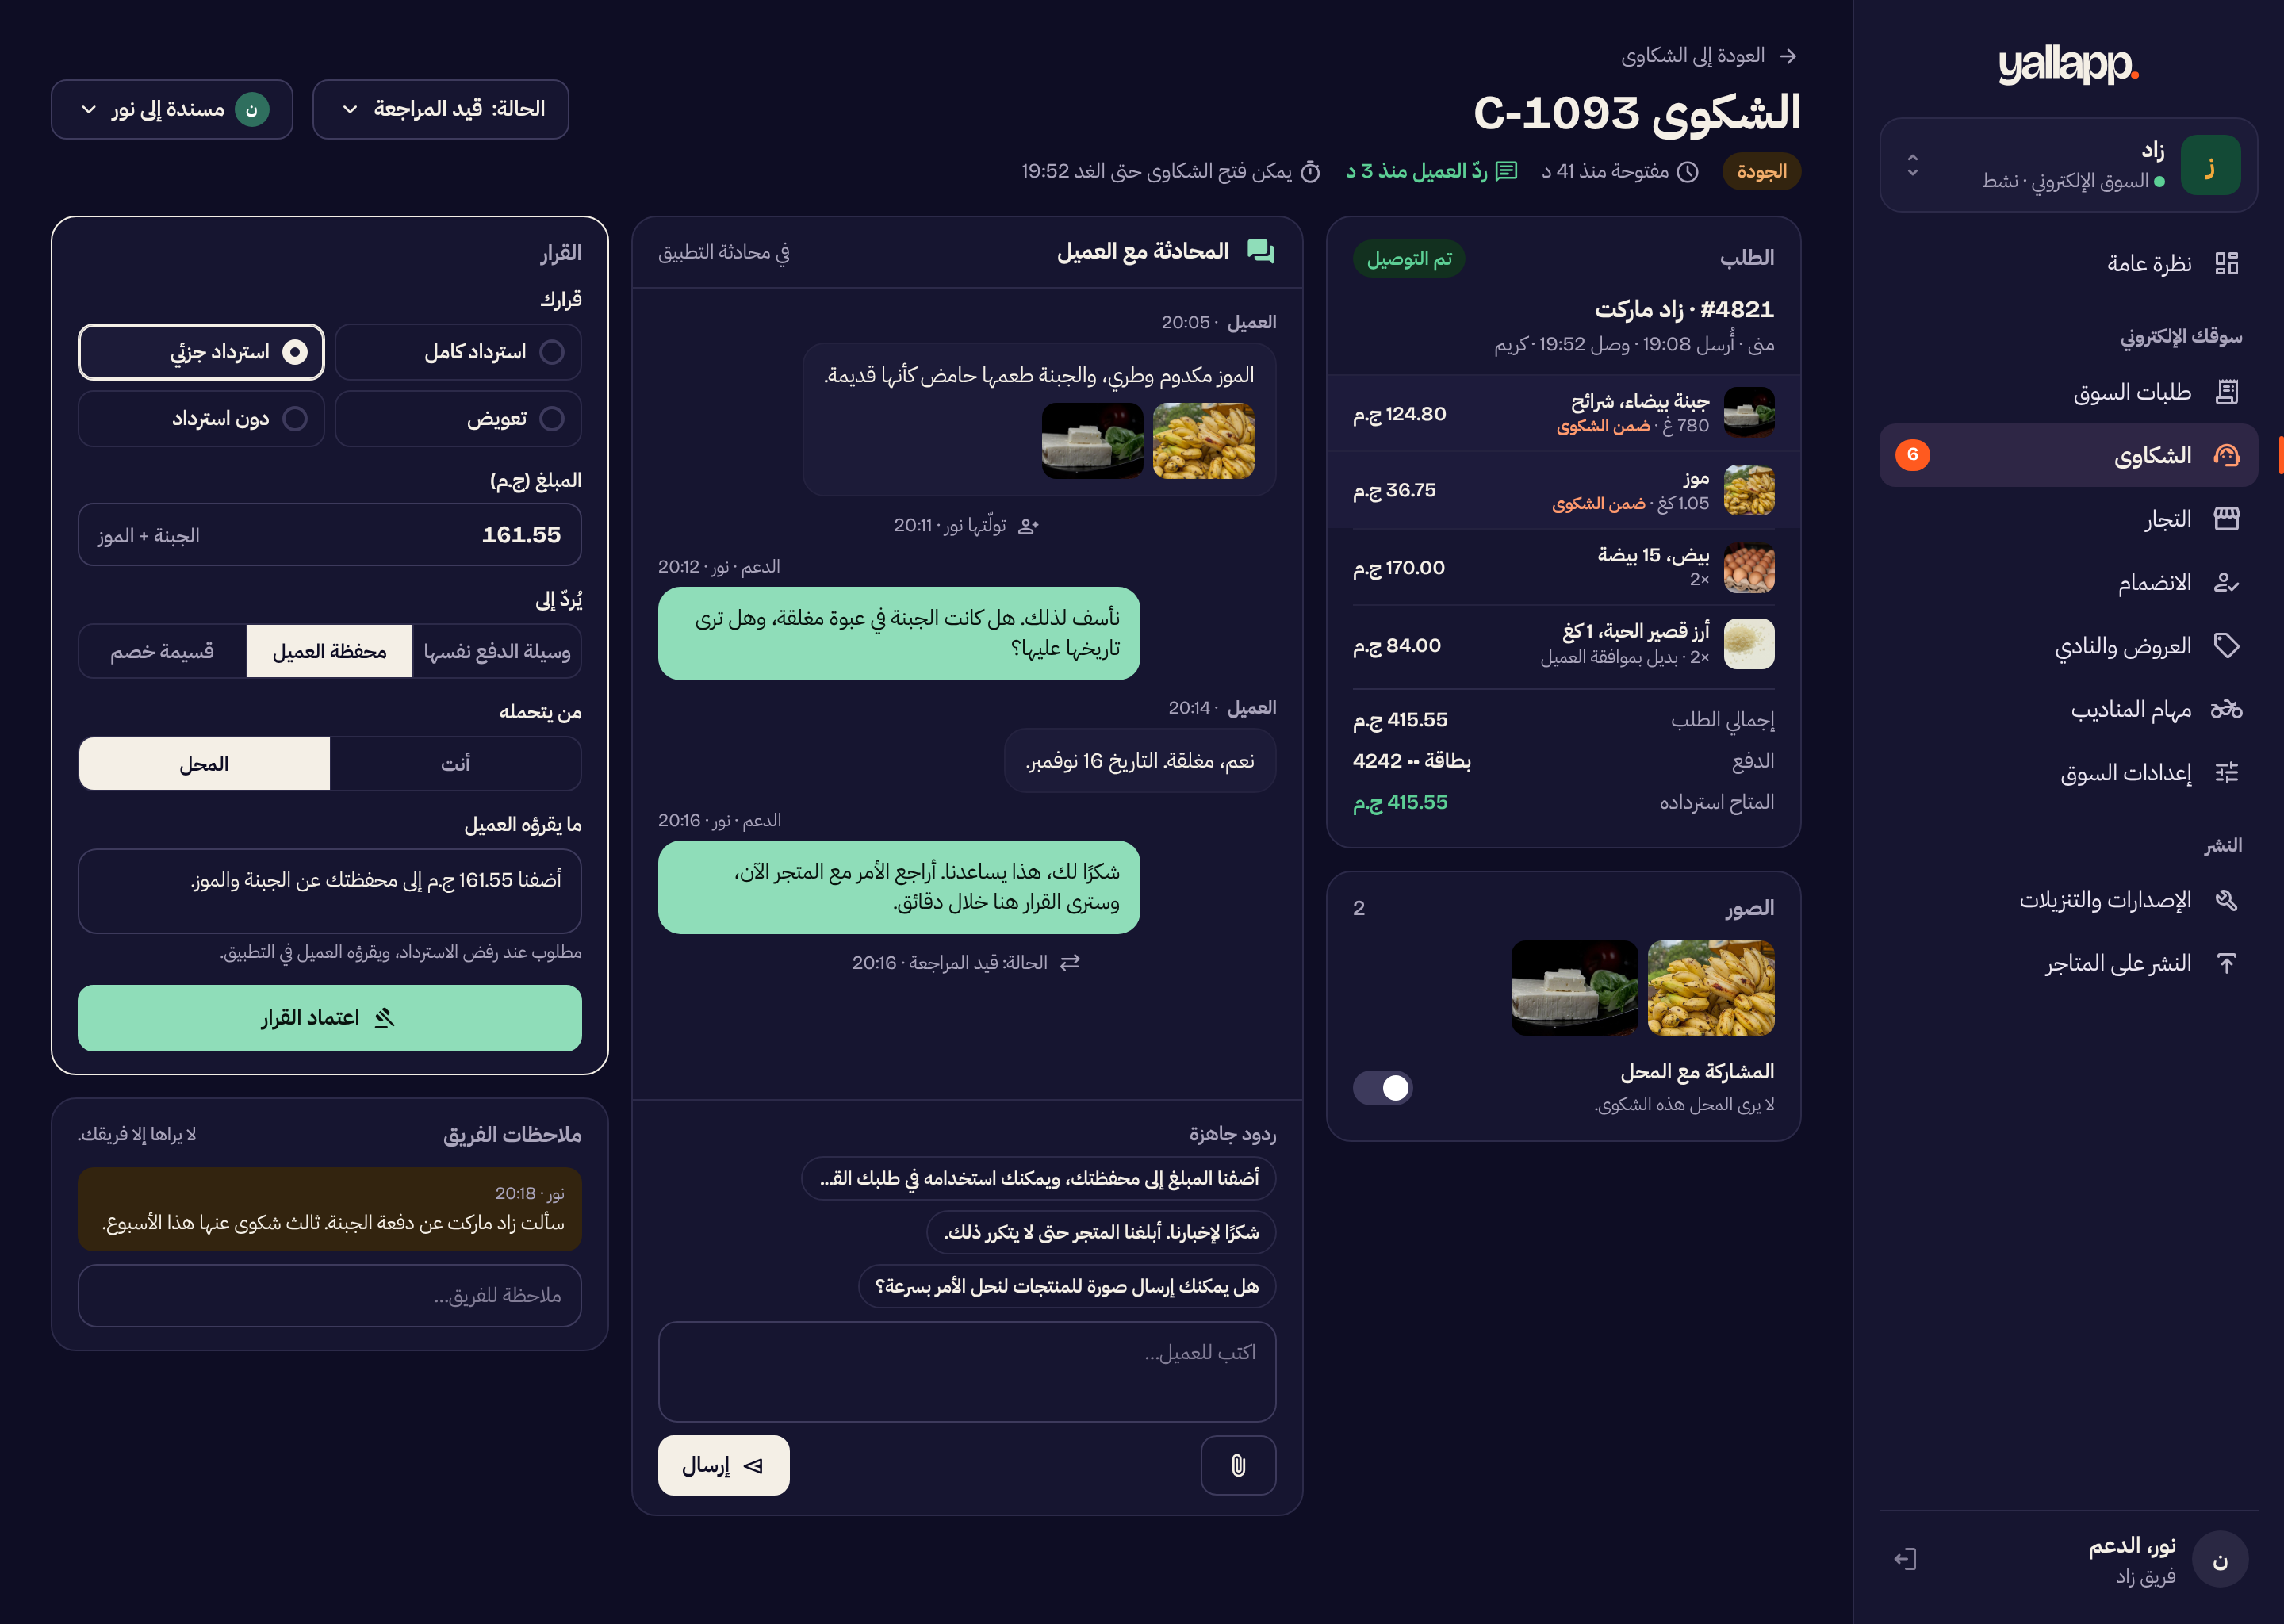 yallapp.
ز
زاد
السوق الإلكتروني · نشط
نظرة عامة
سوقك الإلكتروني
طلبات السوق
الشكاوى
6
التجار
الانضمام
العروض والنادي
مهام المناديب
إعدادات السوق
النشر
الإصدارات والتنزيلات
النشر على المتاجر
ن
نور، الدعم
فريق زاد
العودة إلى الشكاوى
الشكوى C-1093
الجودة
مفتوحة منذ 41 د
ردّ العميل منذ 3 د
يمكن فتح الشكاوى حتى الغد 19:52
الحالة: قيد المراجعة
ن
مسندة إلى نور
الطلب
تم التوصيل
#4821 · زاد ماركت
منى · أُرسل 19:08 · وصل 19:52 · كريم
جبنة بيضاء، شرائح
780 غ · ضمن الشكوى
124.80 ج.م
موز
1.05 كغ · ضمن الشكوى
36.75 ج.م
بيض، 15 بيضة
×2
170.00 ج.م
أرز قصير الحبة، 1 كغ
×2 · بديل بموافقة العميل
84.00 ج.م
إجمالي الطلب
415.55 ج.م
الدفع
بطاقة •• 4242
المتاح استرداده
415.55 ج.م
الصور
2
المشاركة مع المحل
لا يرى المحل هذه الشكوى.
المحادثة مع العميل
في محادثة التطبيق
العميل · 20:05
الموز مكدوم وطري، والجبنة طعمها حامض كأنها قديمة.
تولّتها نور · 20:11
الدعم · نور · 20:12
نأسف لذلك. هل كانت الجبنة في عبوة مغلقة، وهل ترى
تاريخها عليها؟
العميل · 20:14
نعم، مغلقة. التاريخ 16 نوفمبر.
الدعم · نور · 20:16
شكرًا لك، هذا يساعدنا. أراجع الأمر مع المتجر الآن،
وسترى القرار هنا خلال دقائق.
الحالة: قيد المراجعة · 20:16
ردود جاهزة
أضفنا المبلغ إلى محفظتك، ويمكنك استخدامه في طلبك الق...
شكرًا لإخبارنا. أبلغنا المتجر حتى لا يتكرر ذلك.
هل يمكنك إرسال صورة للمنتجات لنحل الأمر بسرعة؟
اكتب للعميل...
إرسال
القرار
قرارك
استرداد كامل
استرداد جزئي
تعويض
دون استرداد
المبلغ (ج.م)
161.55
الجبنة + الموز
يُردّ إلى
وسيلة الدفع نفسها
محفظة العميل
قسيمة خصم
من يتحمله
أنت
المحل
ما يقرؤه العميل
أضفنا 161.55 ج.م إلى محفظتك عن الجبنة والموز.
مطلوب عند رفض الاسترداد، ويقرؤه العميل في التطبيق.
اعتماد القرار
ملاحظات الفريق
لا يراها إلا فريقك.
نور · 20:18
سألت زاد ماركت عن دفعة الجبنة. ثالث شكوى عنها هذا الأسبوع.
ملاحظة للفريق...